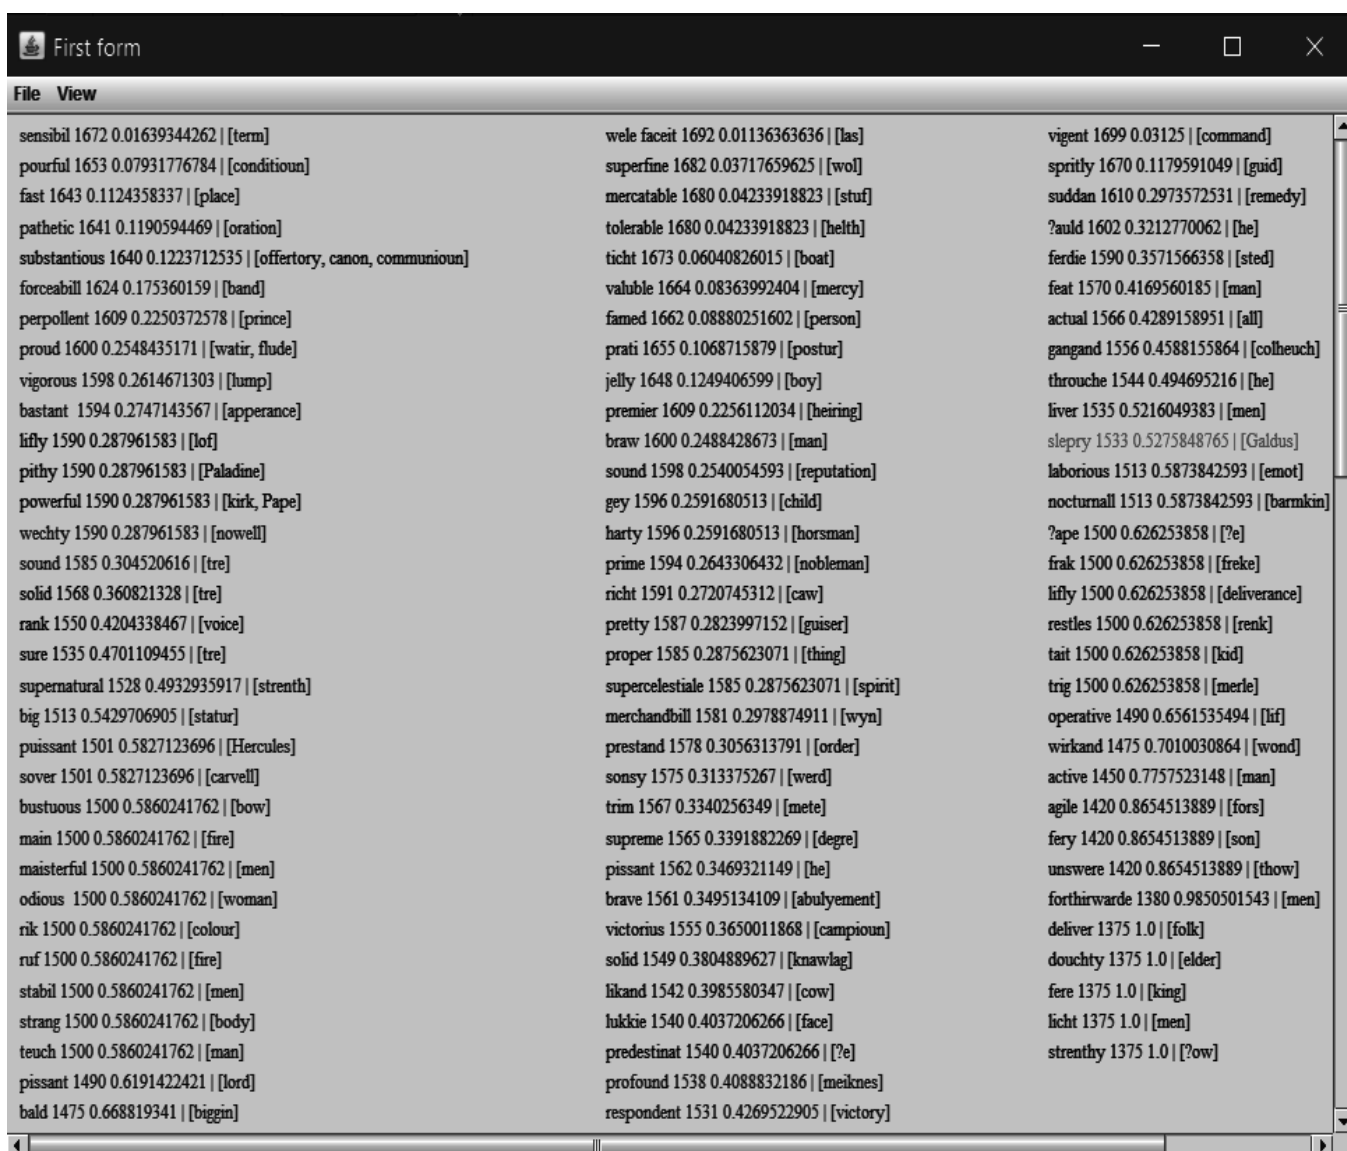 First form
File View
sensibil 1672 0.01639344262 | [term]
pourful 1653 0.07931776784 | [conditioun]
fast 1643 0.1124358337 | [place]
pathetic 1641 0.1190594469 | [oration]
substantious 1640 0.1223712535 | [offertory, canon, communioun]
forceabill 1624 0.175360159 | [band]
perpollent 1609 0.2250372578 | [prince]
proud 1600 0.2548435171 | [watir, flude]
vigorous 1598 0.2614671303 | [lump]
bastant  1594 0.2747143567 | [apperance]
lifly 1590 0.287961583 | [lof]
pithy 1590 0.287961583 | [Paladine]
powerful 1590 0.287961583 | [kirk, Pape]
wechty 1590 0.287961583 | [nowell]
sound 1585 0.304520616 | [tre]
solid 1568 0.360821328 | [tre]
rank 1550 0.4204338467 | [voice]
sure 1535 0.4701109455 | [tre]
supernatural 1528 0.4932935917 | [strenth]
big 1513 0.5429706905 | [statur]
puissant 1501 0.5827123696 | [Hercules]
sover 1501 0.5827123696 | [carvell]
bustuous 1500 0.5860241762 | [bow]
main 1500 0.5860241762 | [fire]
maisterful 1500 0.5860241762 | [men]
odious  1500 0.5860241762 | [woman]
rik 1500 0.5860241762 | [colour]
ruf 1500 0.5860241762 | [fire]
stabil 1500 0.5860241762 | [men]
strang 1500 0.5860241762 | [body]
teuch 1500 0.5860241762 | [man]
pissant 1490 0.6191422421 | [lord]
bald 1475 0.668819341 | [biggin]
wele faceit 1692 0.01136363636 | [las]
superfine 1682 0.03717659625 | [wol]
mercatable 1680 0.04233918823 | [stuf]
tolerable 1680 0.04233918823 | [helth]
ticht 1673 0.06040826015 | [boat]
valuble 1664 0.08363992404 | [mercy]
famed 1662 0.08880251602 | [person]
prati 1655 0.1068715879 | [postur]
jelly 1648 0.1249406599 | [boy]
premier 1609 0.2256112034 | [heiring]
braw 1600 0.2488428673 | [man]
sound 1598 0.2540054593 | [reputation]
gey 1596 0.2591680513 | [child]
harty 1596 0.2591680513 | [horsman]
prime 1594 0.2643306432 | [nobleman]
richt 1591 0.2720745312 | [caw]
pretty 1587 0.2823997152 | [guiser]
proper 1585 0.2875623071 | [thing]
supercelestiale 1585 0.2875623071 | [spirit]
merchandbill 1581 0.2978874911 | [wyn]
prestand 1578 0.3056313791 | [order]
sonsy 1575 0.313375267 | [werd]
trim 1567 0.3340256349 | [mete]
supreme 1565 0.3391882269 | [degre]
pissant 1562 0.3469321149 | [he]
brave 1561 0.3495134109 | [abulyement]
victorius 1555 0.3650011868 | [campioun]
solid 1549 0.3804889627 | [knawlag]
likand 1542 0.3985580347 | [cow]
lukkie 1540 0.4037206266 | [face]
predestinat 1540 0.4037206266 | [?e]
profound 1538 0.4088832186 | [meiknes]
respondent 1531 0.4269522905 | [victory]
vigent 1699 0.03125 | [command]
spritly 1670 0.1179591049 | [guid]
suddan 1610 0.2973572531 | [remedy]
?auld 1602 0.3212770062 | [he]
ferdie 1590 0.3571566358 | [sted]
feat 1570 0.4169560185 | [man]
actual 1566 0.4289158951 | [all]
gangand 1556 0.4588155864 | [colheuch]
throuche 1544 0.494695216 | [he]
liver 1535 0.5216049383 | [men]
slepry 1533 0.5275848765 | [Galdus]
laborious 1513 0.5873842593 | [emot]
nocturnall 1513 0.5873842593 | [barmkin]
?ape 1500 0.626253858 | [?e]
frak 1500 0.626253858 | [freke]
lifly 1500 0.626253858 | [deliverance]
restles 1500 0.626253858 | [renk]
tait 1500 0.626253858 | [kid]
trig 1500 0.626253858 | [merle]
operative 1490 0.6561535494 | [lif]
wirkand 1475 0.7010030864 | [wond]
active 1450 0.7757523148 | [man]
agile 1420 0.8654513889 | [fors]
fery 1420 0.8654513889 | [son]
unswere 1420 0.8654513889 | [thow]
forthirwarde 1380 0.9850501543 | [men]
deliver 1375 1.0 | [folk]
douchty 1375 1.0 | [elder]
fere 1375 1.0 | [king]
licht 1375 1.0 | [men]
strenthy 1375 1.0 | [?ow]